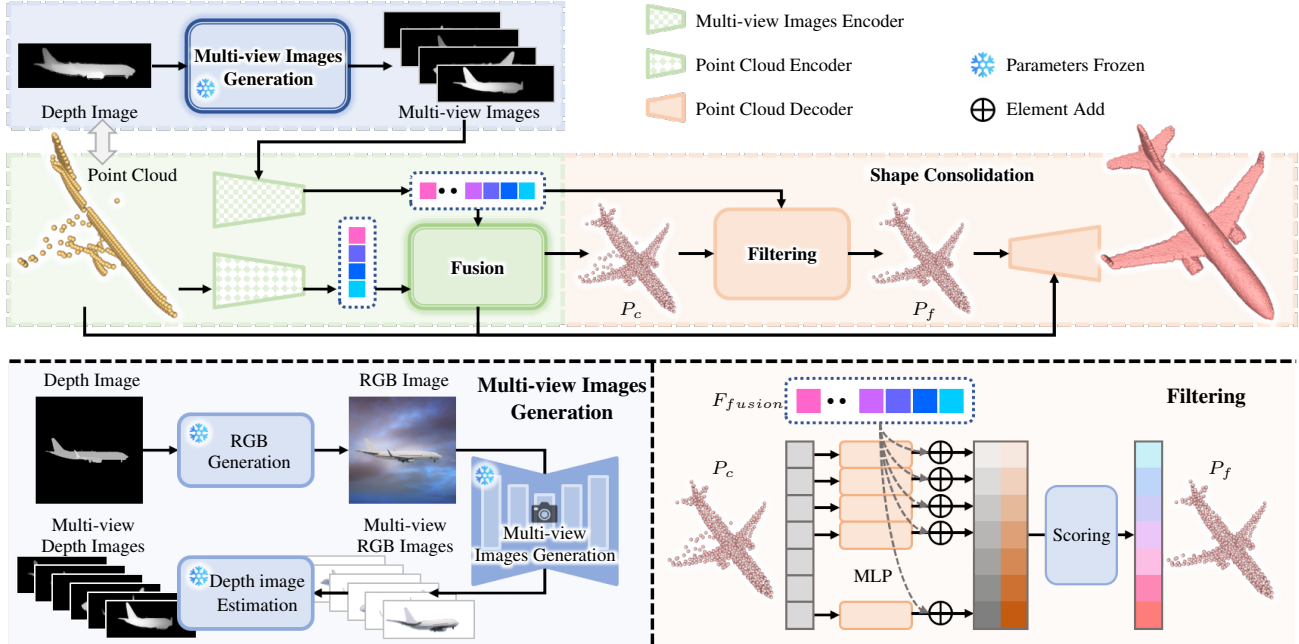 Multi-view Images
Generation
Depth Image
Multi-view Images
Multi-view Images Encoder
Point Cloud Encoder
Point Cloud Decoder
Parameters Frozen
Element Add
Point Cloud
Fusion
Shape Consolidation
Filtering
P_c
P_f
Depth Image
RGB Image
Multi-view Images
Generation
RGB
Generation
Multi-view
Images Generation
Multi-view
Depth Images
Multi-view
RGB Images
Depth image
Estimation
Filtering
F_{fusion}
P_c
MLP
Scoring
P_f